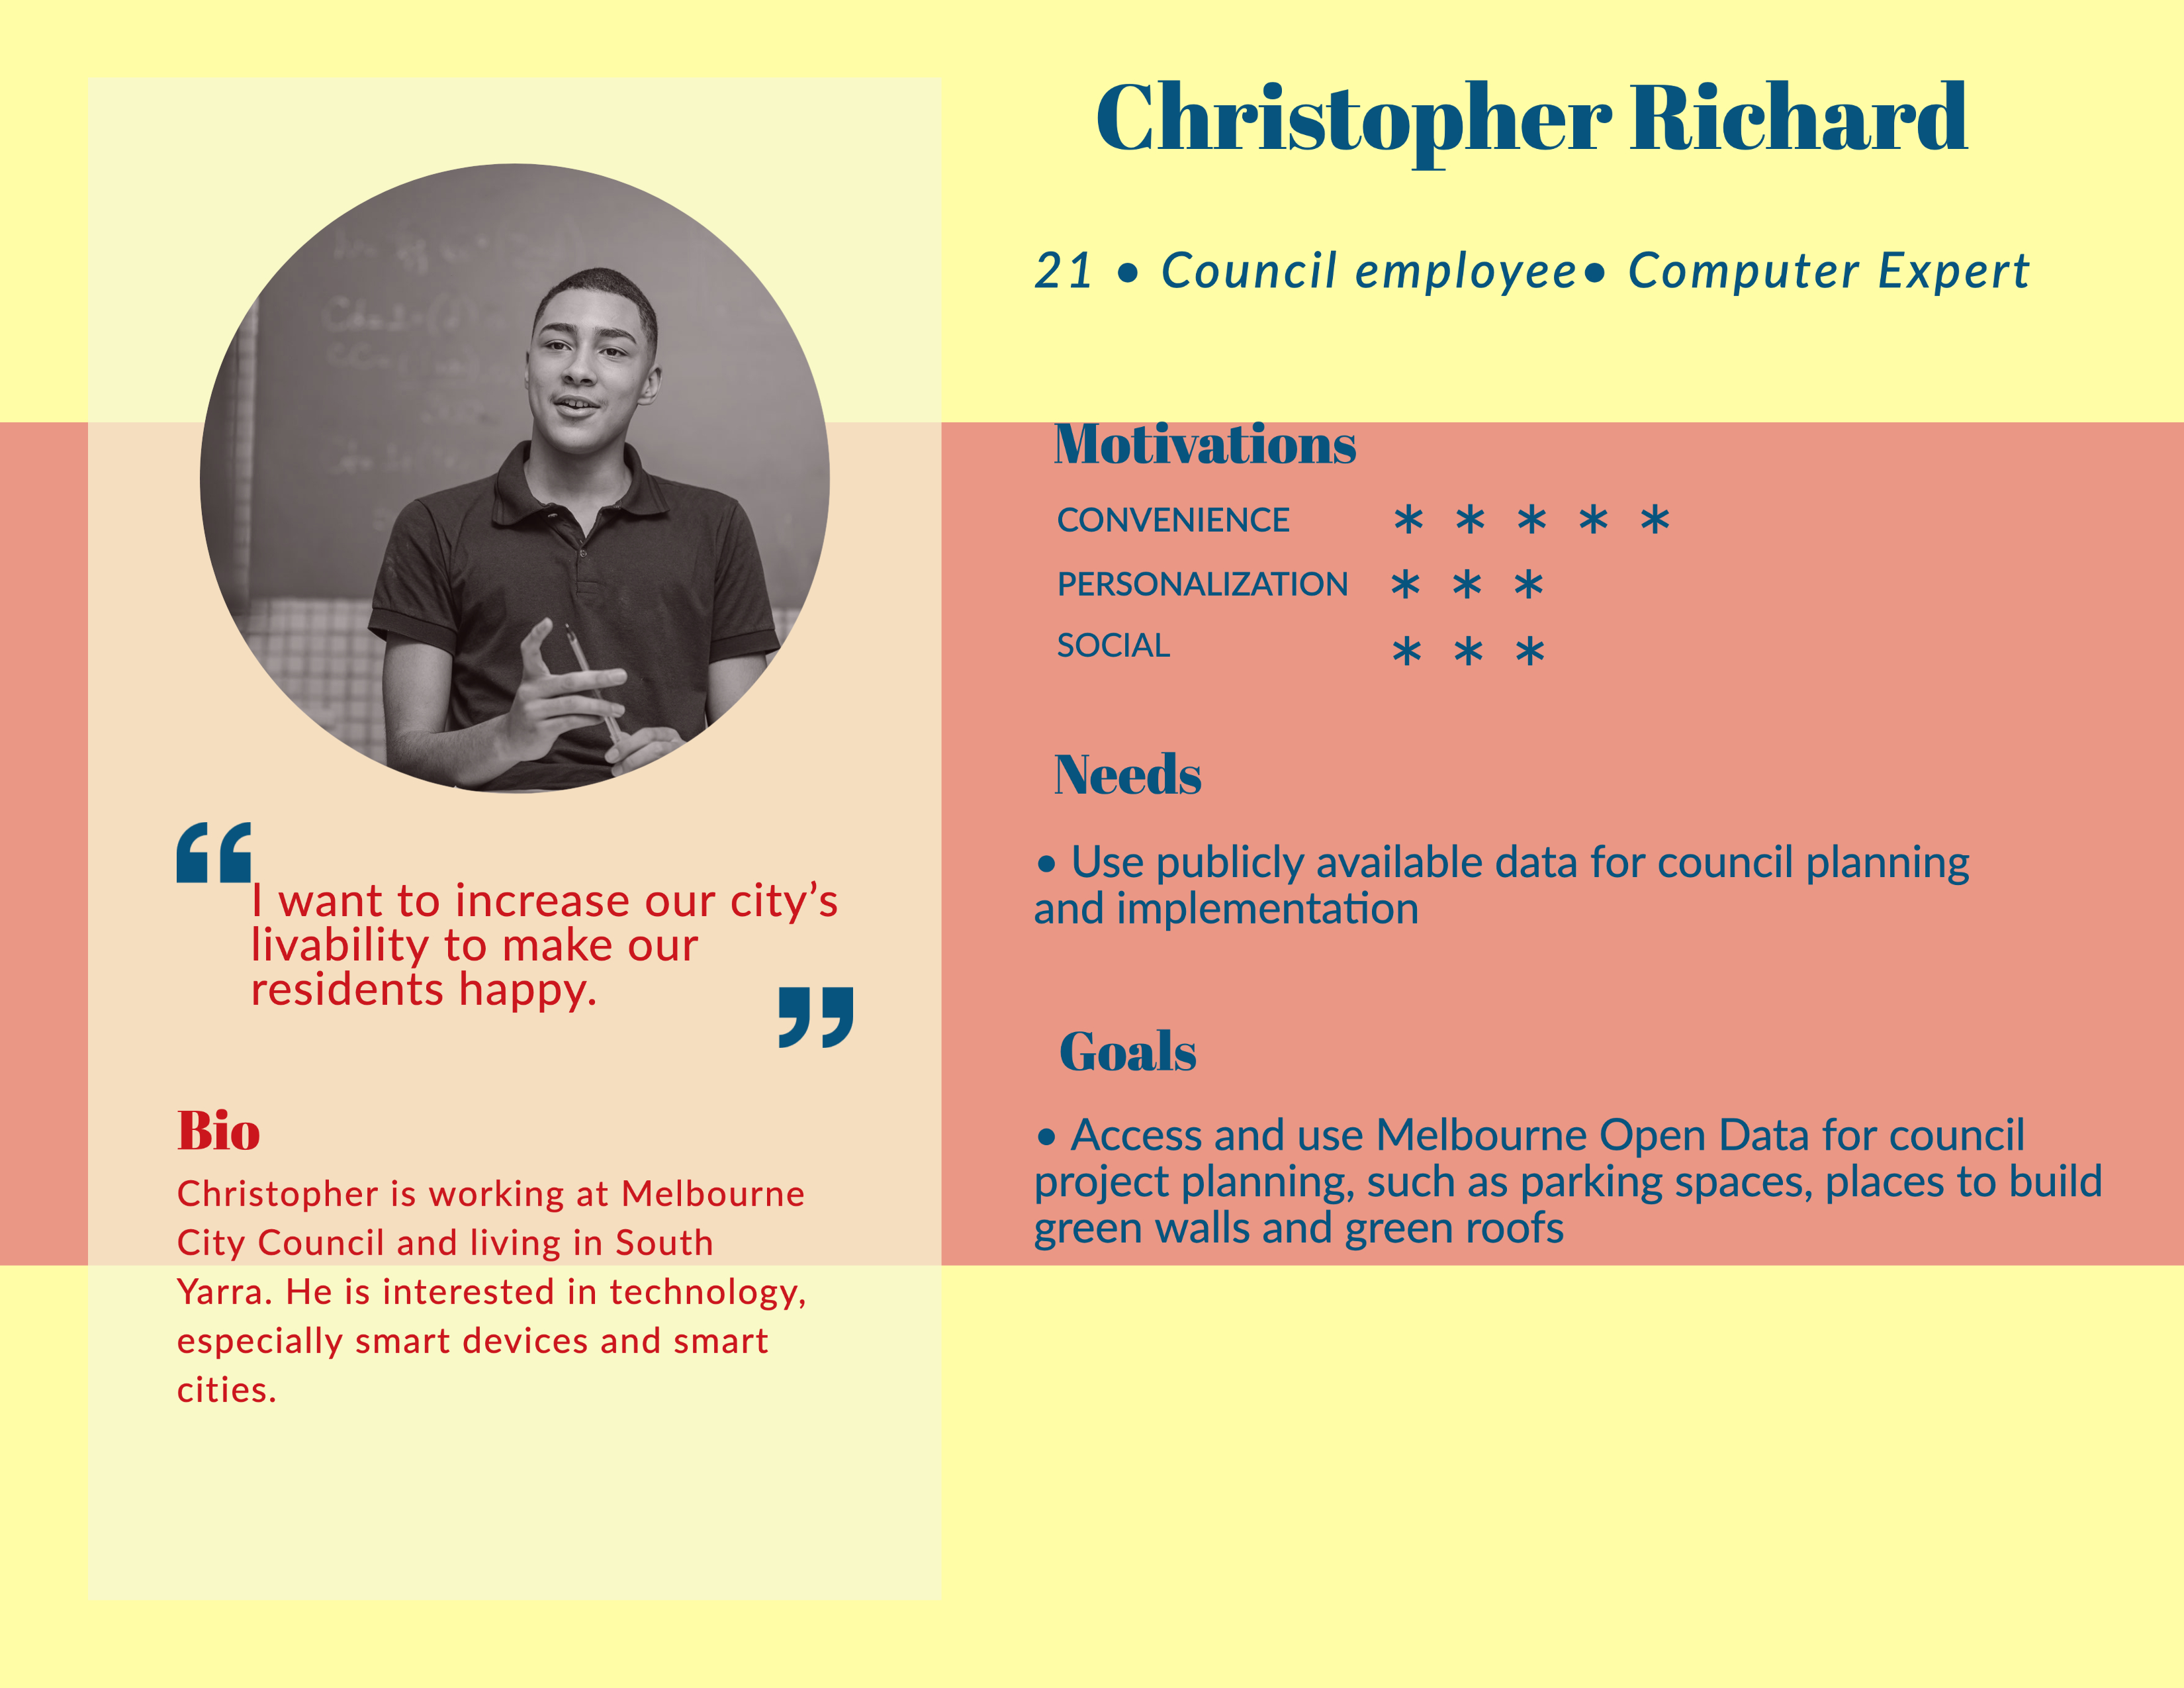 Christopher Richard
21 • Council employee• Computer Expert
“
I want to increase our city’s
livability to make our
residents happy.
”
Bio
Christopher is working at Melbourne
City Council and living in South
Yarra. He is interested in technology,
especially smart devices and smart
cities.
Motivations
CONVENIENCE * * * * *
PERSONALIZATION * * *
SOCIAL * * *
Needs
• Use publicly available data for council planning
and implementation
Goals
• Access and use Melbourne Open Data for council
project planning, such as parking spaces, places to build
green walls and green roofs